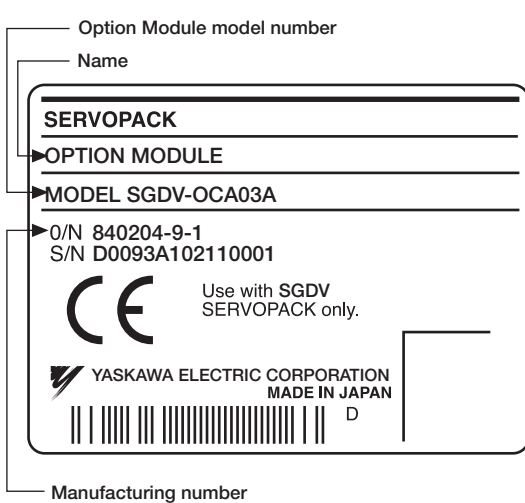 Option Module model number
Name
SERVOPACK
OPTION MODULE
MODEL SGDV-OCA03A
0/N 840204-9-1
S/N D0093A102110001
CE
Use with SGDV
SERVOPACK only.
YASKAWA ELECTRIC CORPORATION
MADE IN JAPAN
D
Manufacturing number